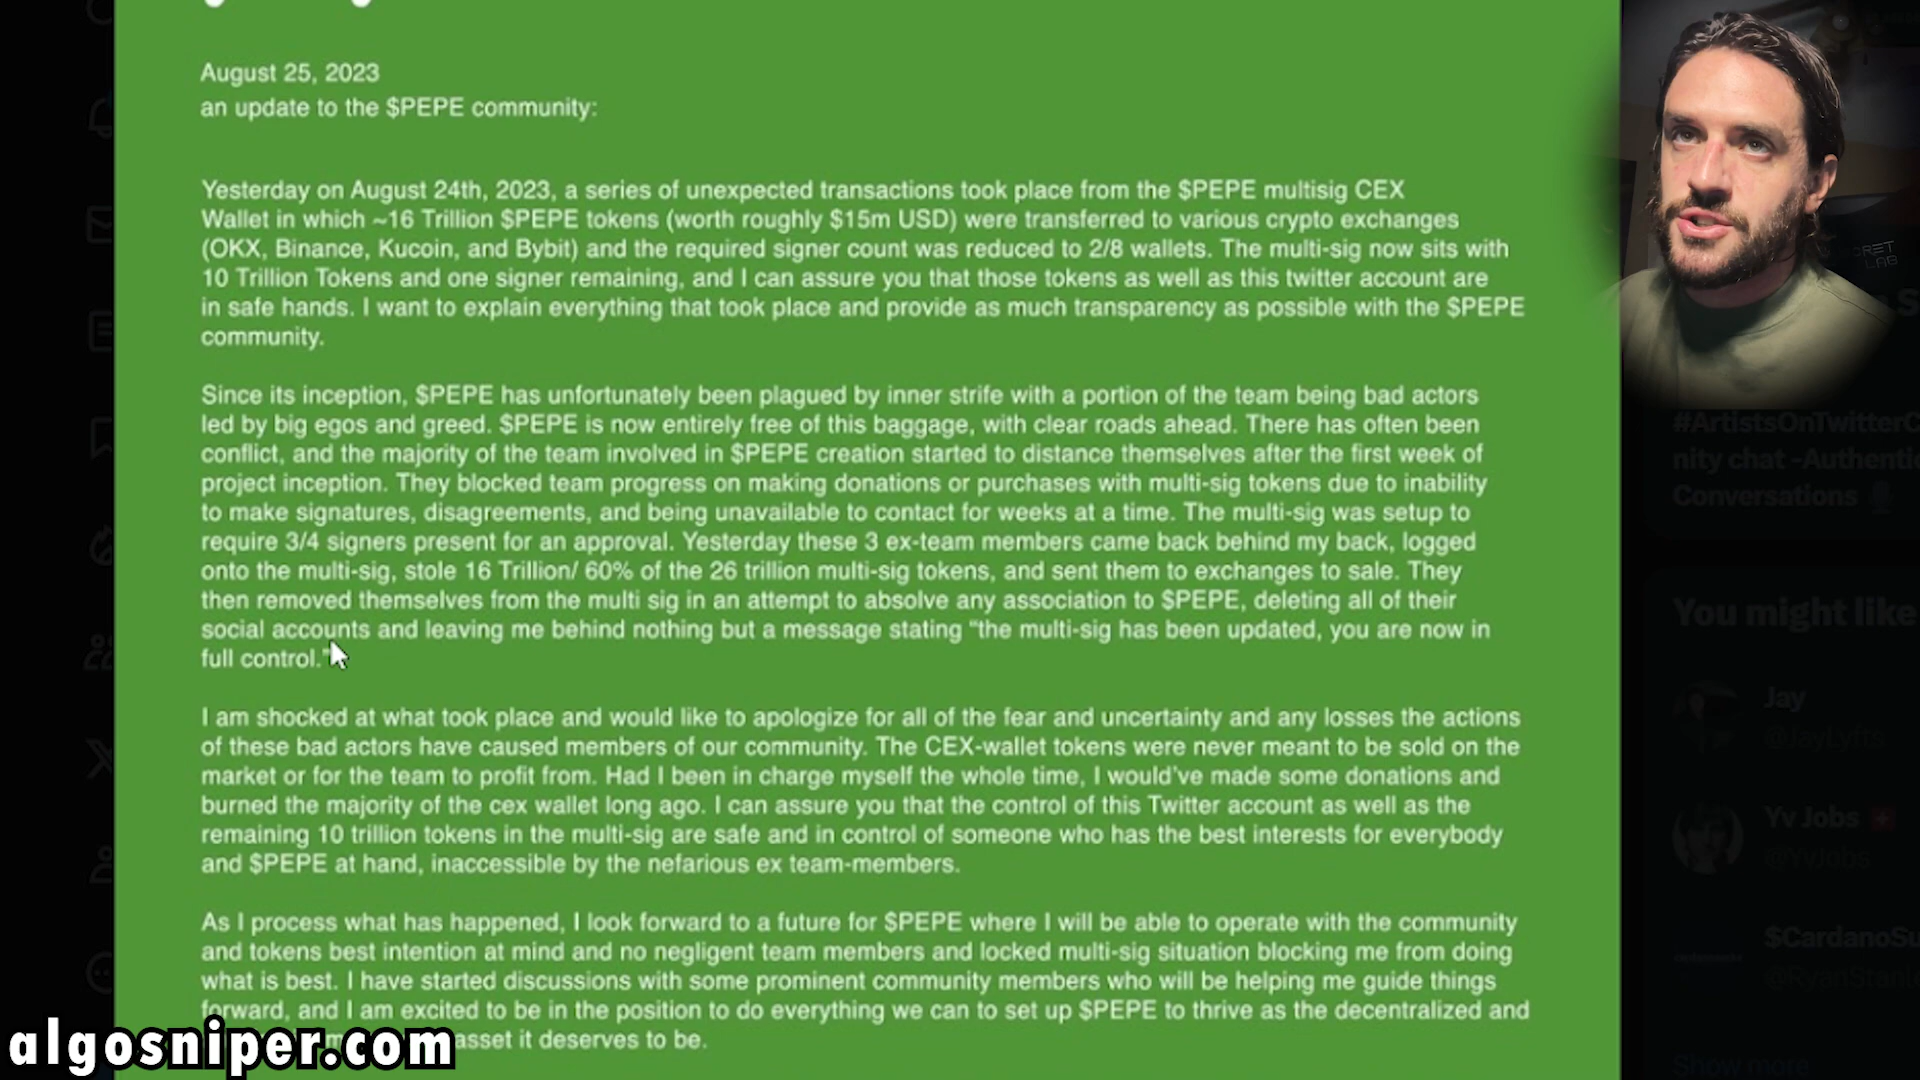 August 25, 2023
an update to the $PEPE community:
Yesterday on August 24th, 2023, a series of unexpected transactions took place from the $PEPE multisig CEX
Wallet in which ~16 Trillion $PEPE tokens (worth roughly $15m USD) were transferred to various crypto exchanges
(OKX, Binance, Kucoin, and Bybit) and the required signer count was reduced to 2/8 wallets. The multi-sig now sits with
10 Trillion Tokens and one signer remaining, and I can assure you that those tokens as well as this twitter account are
in safe hands. I want to explain everything that took place and provide as much transparency as possible with the $PEPE
community.
Since its inception, $PEPE has unfortunately been plagued by inner strife with a portion of the team being bad actors
led by big egos and greed. $PEPE is now entirely free of this baggage, with clear roads ahead. There has often been
conflict, and the majority of the team involved in $PEPE creation started to distance themselves after the first week of
project inception. They blocked team progress on making donations or purchases with multi-sig tokens due to inability
to make signatures, disagreements, and being unavailable to contact for weeks at a time. The multi-sig was setup to
require 3/4 signers present for an approval. Yesterday these 3 ex-team members came back behind my back, logged
onto the multi-sig, stole 16 Trillion/ 60% of the 26 trillion multi-sig tokens, and sent them to exchanges to sale. They
then removed themselves from the multi sig in an attempt to absolve any association to $PEPE, deleting all of their
social accounts and leaving me behind nothing but a message stating "the multi-sig has been updated, you are now in
full control."
I am shocked at what took place and would like to apologize for all of the fear and uncertainty and any losses the actions
of these bad actors have caused members of our community. The CEX-wallet tokens were never meant to be sold on the
market or for the team to profit from. Had I been in charge myself the whole time, I would've made some donations and
burned the majority of the cex wallet long ago. I can assure you that the control of this Twitter account as well as the
remaining 10 trillion tokens in the multi-sig are safe and in control of someone who has the best interests for everybody
and $PEPE at hand, inaccessible by the nefarious ex team-members.
As I process what has happened, I look forward to a future for $PEPE where I will be able to operate with the community
and tokens best intention at mind and no negligent team members and locked multi-sig situation blocking me from doing
what is best. I have started discussions with some prominent community members who will be helping me guide things
forward, and I am excited to be in the position to do everything we can to set up $PEPE to thrive as the decentralized and
asset it deserves to be.
algosniper.com
RET
LAB
#ArtistsOnTwitterC
nity chat -Authenti
Conversations
You might like
Jay
@JayLyfts
Yv Jobs
@YvJobs
$CardanoSu
@RyanStani
Show more